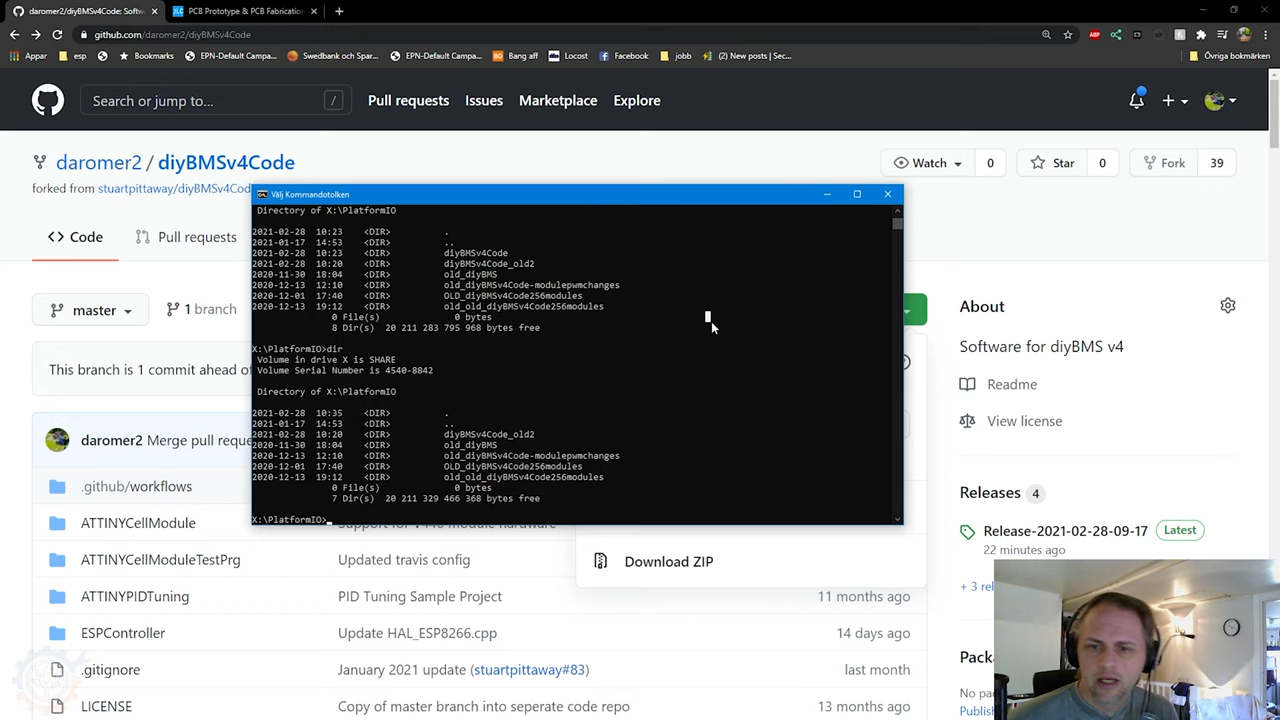 daromer2/diyBMSv4Code: Softw
PCB Prototype & PCB Fabrication
github.com/daromer2/diyBMSv4Code
Appar
esp
Bookmarks
EPN-Default Campa...
Swedbank och Spar...
EPN-Default Campa...
Bang aff
Locost
Facebook
jobb
(1) New posts | Sec...
Övriga bokmärken
Search or jump to...
/
Pull requests
Issues
Marketplace
Explore
daromer2 / diyBMSv4Code
Watch
0
Star
0
Fork
39
forked from stuartpittaway/diyBMSv4Cod
Code
Pull requests
master
1 branch
This branch is 1 commit ahead of
daromer2 Merge pull reque
.github/workflows
ATTINYCellModule
Support for V440 module hardware
ATTINYCellModuleTestPrg
Updated travis config
ATTINYPIDTuning
PID Tuning Sample Project
11 months ago
ESPController
Update HAL_ESP8266.cpp
14 days ago
.gitignore
January 2021 update (stuartpittaway#83)
last month
LICENSE
Copy of master branch into seperate code repo
13 months ago
Download ZIP
Välj Kommandotolken
Directory of X:\PlatformIO
2021-02-28 10:23 <DIR> .
2021-01-17 14:53 <DIR> ..
2021-02-28 10:23 <DIR> diyBMSv4Code
2021-02-28 10:20 <DIR> diyBMSv4Code_old2
2020-11-30 18:04 <DIR> old_diyBMS
2020-12-13 12:10 <DIR> old_diyBMSv4Code-modulepwmchanges
2020-12-01 17:40 <DIR> OLD_diyBMSv4Code256modules
2020-12-13 19:12 <DIR> old_old_diyBMSv4Code256modules
0 File(s) 0 bytes
8 Dir(s) 20 211 283 795 968 bytes free
X:\PlatformIO>dir
Volume in drive X is SHARE
Volume Serial Number is 4540-8842
Directory of X:\PlatformIO
2021-02-28 10:35 <DIR> .
2021-01-17 14:53 <DIR> ..
2021-02-28 10:20 <DIR> diyBMSv4Code_old2
2020-11-30 18:04 <DIR> old_diyBMS
2020-12-13 12:10 <DIR> old_diyBMSv4Code-modulepwmchanges
2020-12-01 17:40 <DIR> OLD_diyBMSv4Code256modules
2020-12-13 19:12 <DIR> old_old_diyBMSv4Code256modules
0 File(s) 0 bytes
7 Dir(s) 20 211 329 466 368 bytes free
X:\PlatformIO>
About
Software for diyBMS v4
Readme
View license
Releases 4
Release-2021-02-28-09-17
Latest
22 minutes ago
+ 3 rel
Pack
No pac
Publish